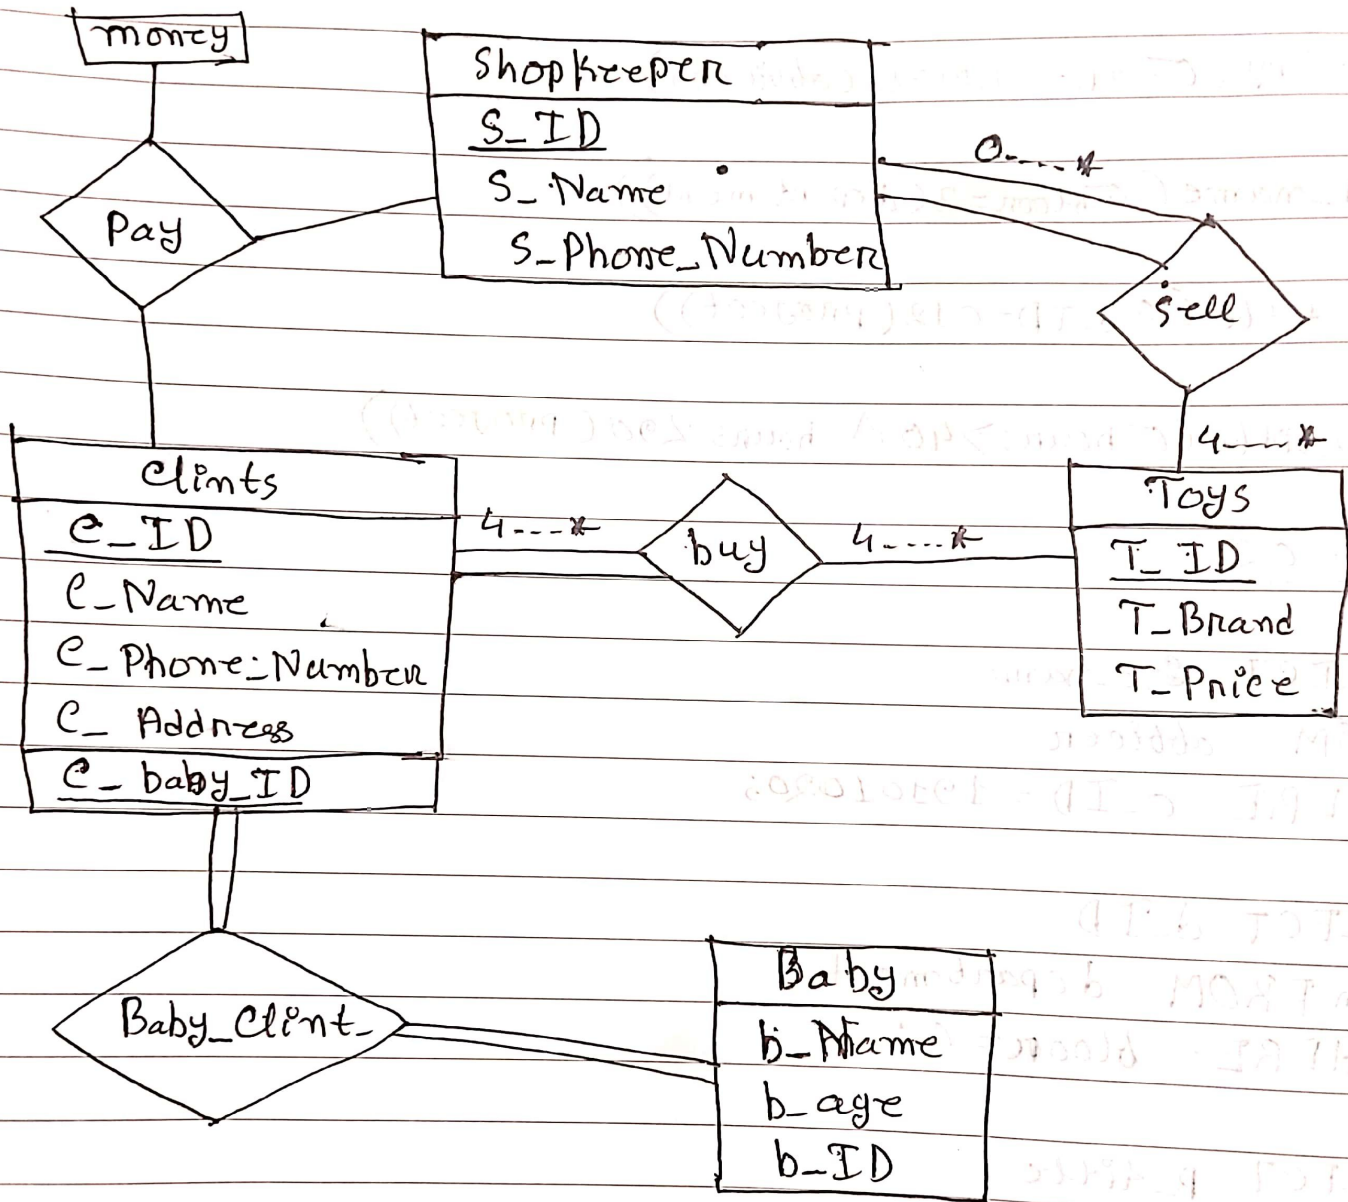 money
Shopkeeper
S_ID
S_Name
S_Phone_Number
0.....*
Pay
sell
4....*
Clints
C_ID
C_Name
C_Phone_Number
C_Address
C_baby_ID
4...*
buy
4....*
Toys
T_ID
T_Brand
T_Price
Baby_Clint_
Baby
b_Name
b_age
b_ID